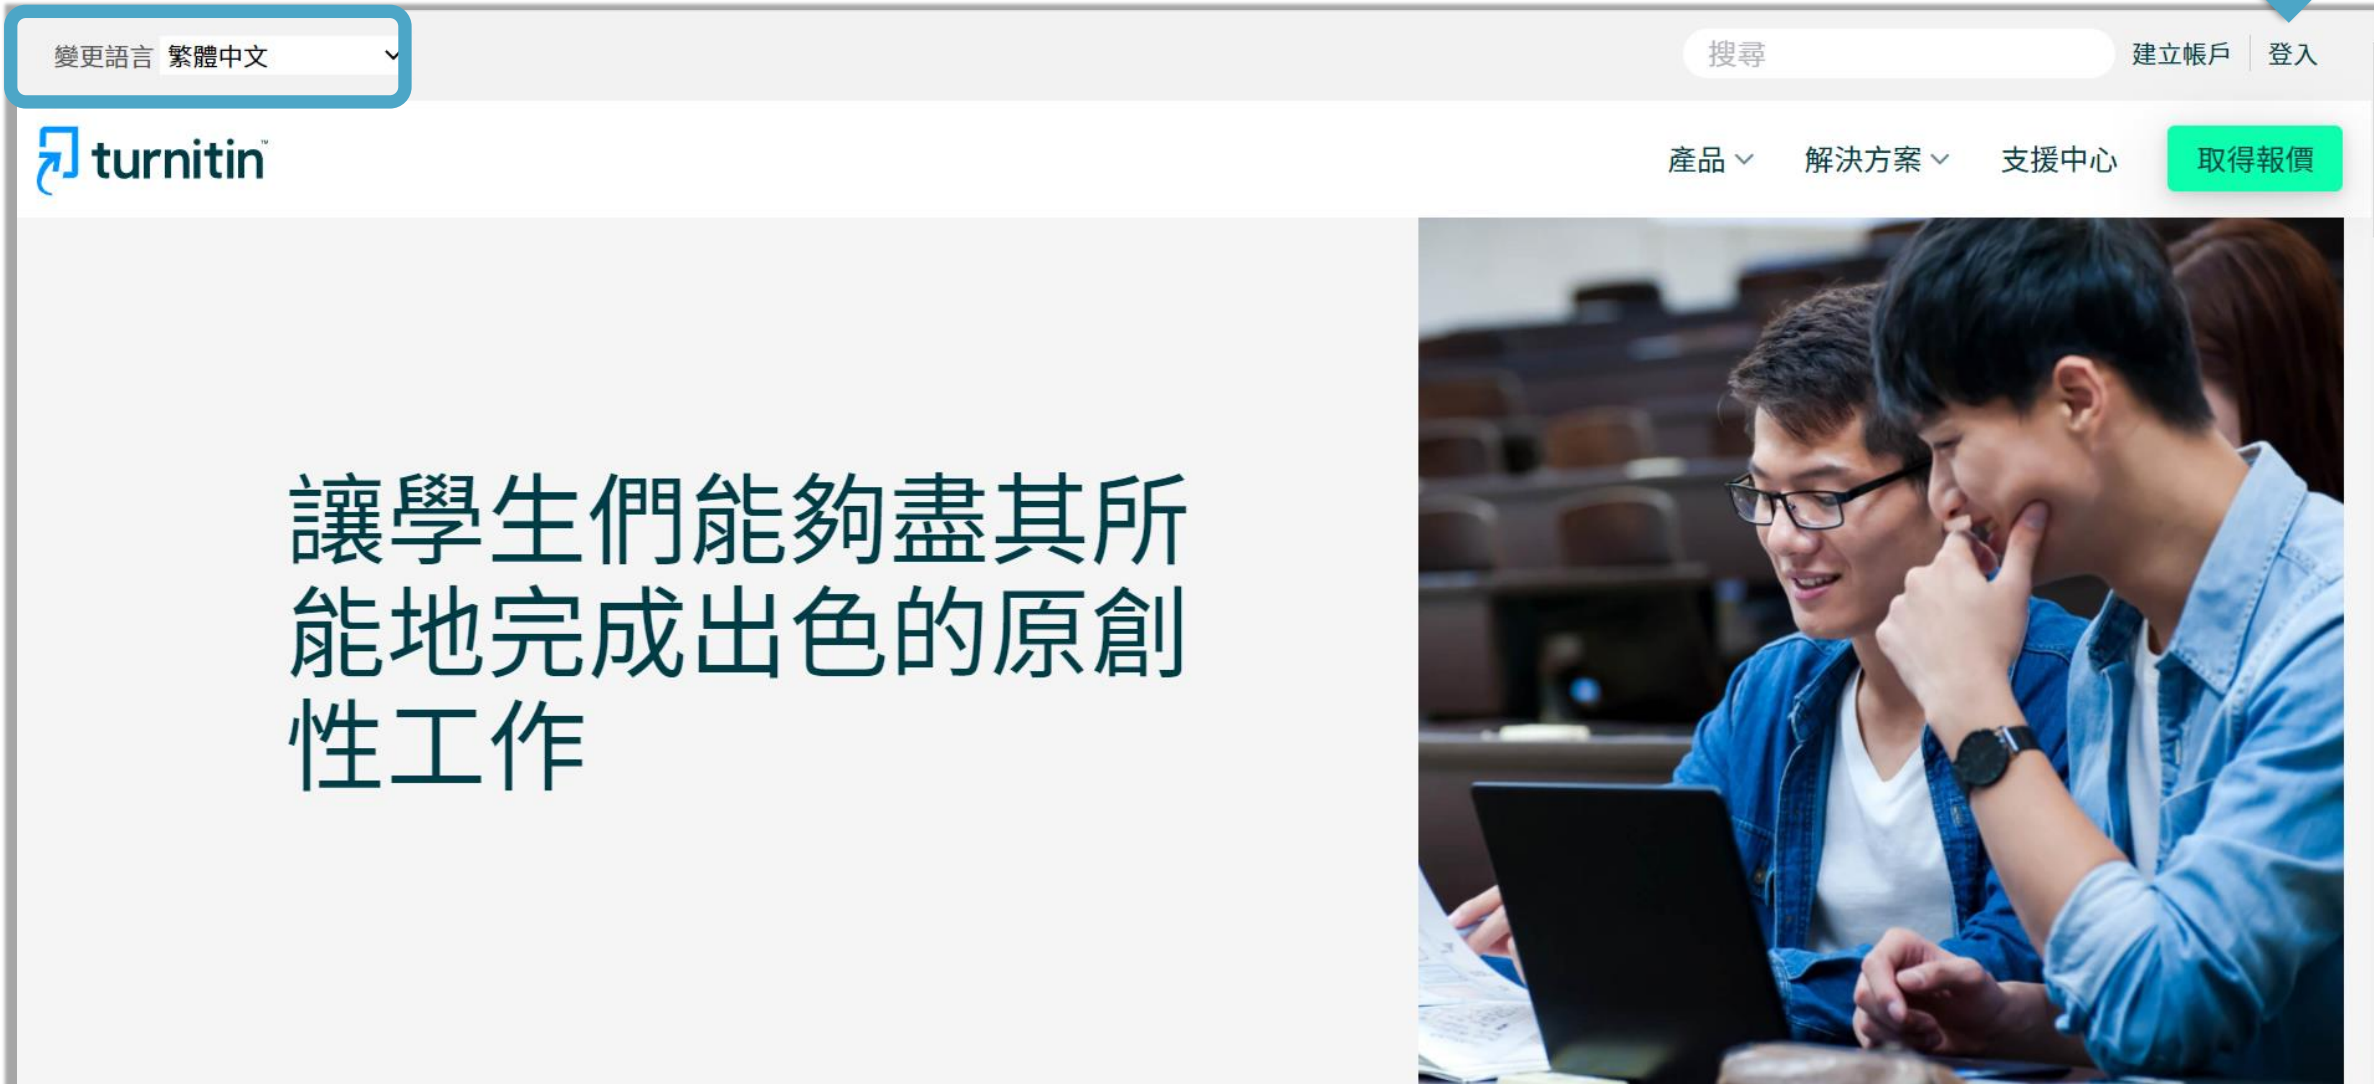 變更語言 繁體中文
搜尋
建立帳戶 登入
turnitin™
產品 解決方案 支援中心 取得報價
讓學生們能夠盡其所
能地完成出色的原創
性工作